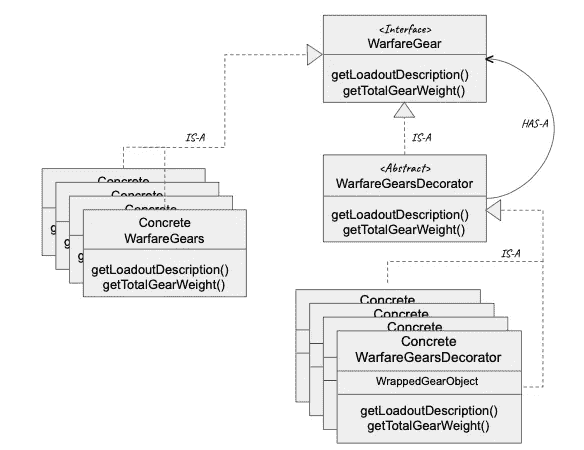 <Interface>
WarfareGear
getLoadoutDescription()
getTotalGearWeight()
IS-A
IS-A
HAS-A
<Abstract>
WarfareGearsDecorator
getLoadoutDescription()
getTotalGearWeight()
Concrete
Concrete
Concrete
Concrete
WarfareGears
getLoadoutDescription()
getTotalGearWeight()
IS-A
Concrete
Concrete
Concrete
Concrete
WarfareGearsDecorator
WrappedGearObject
getLoadoutDescription()
getTotalGearWeight()